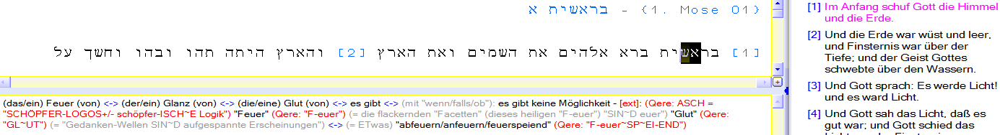 {1. Mose 01} - בראשית א
[1] בראשית ברא אלהים את השמים ואת הארץ [2] והארץ היתה תהו ובהו וחשך על
(das/ein) Feuer (von) <-> (der/ein) Glanz (von) <-> (die/eine) Glut (von) <-> es gibt <-> (mit "wenn/falls/ob"): es gibt keine Möglichkeit - [ext]: (Qere: ASCH =
"SCHÖPFER-LOGOS+/- schöpfer-ISCH~E Logik") "Feuer" (Qere: "F-euer") (= die flackernden "Facetten" (dieses heiligen "F-euer") "SIN~D euer") "Glut" (Qere:
"GL~UT") (= "Gedanken-Wellen SIN~D aufgespannte Erscheinungen") <-> (= ETwas) "abfeuern/anfeuern/feuerspeiend" (Qere: "F-euer~SP~EI-END")
[1] Im Anfang schuf Gott die Himmel
und die Erde.
[2] Und die Erde war wüst und leer,
und Finsternis war über der
Tiefe; und der Geist Gottes
schwebte über den Wassern.
[3] Und Gott sprach: Es werde Licht!
und es ward Licht.
[4] Und Gott sah das Licht, daß es
gut war; und Gott schied das